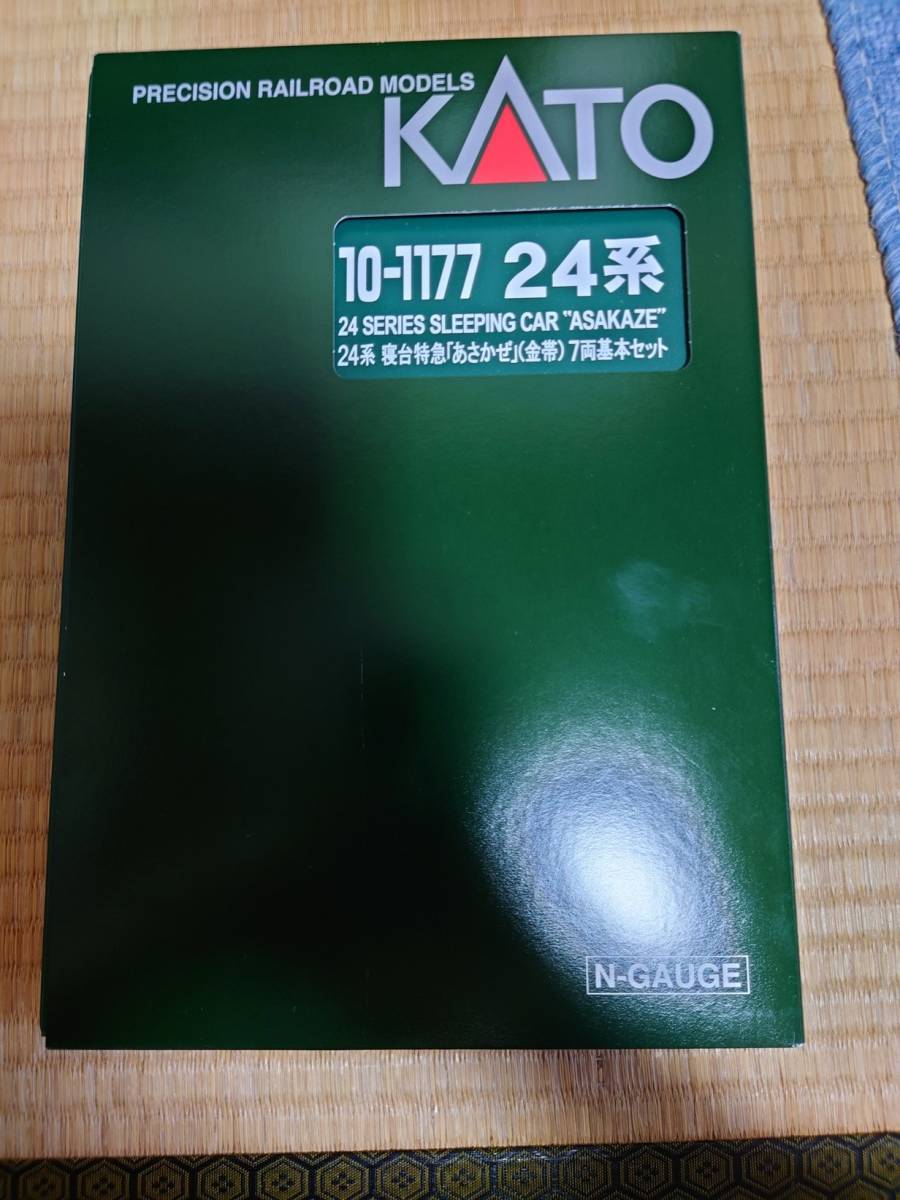 PRECISION RAILROAD MODELS
KATO
10-1177 24系
24 SERIES SLEEPING CAR "ASAKAZE"
24系 寝台特急「あさかぜ」(金帯) 7両基本セット
N-GAUGE